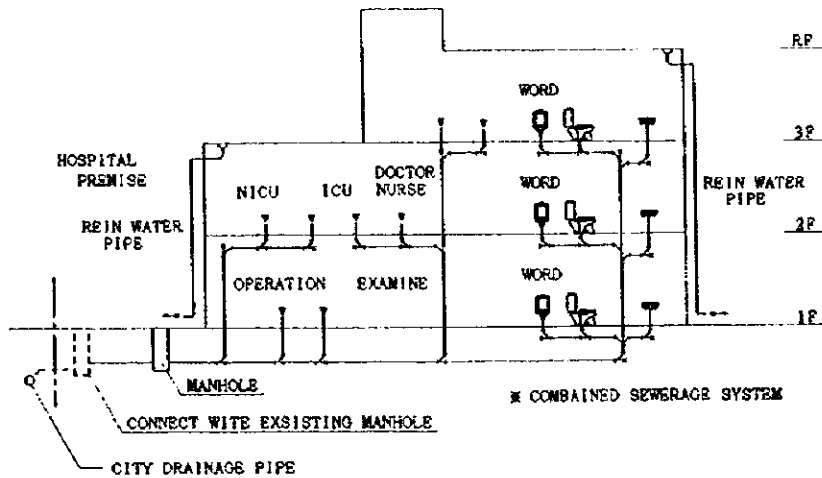 RF
WORD
3F
HOSPITAL
PREMISE
DOCTOR
NURSE
NICU
ICU
REIN WATER
PIPE
WORD
REIN WATER
PIPE
2F
OPERATION
EXAMINE
WORD
1F
MANHOLE
※ COMBAINED SEWERAGE SYSTEM
CONNECT WITE EXSISTING MANHOLE
CITY DRAINAGE PIPE